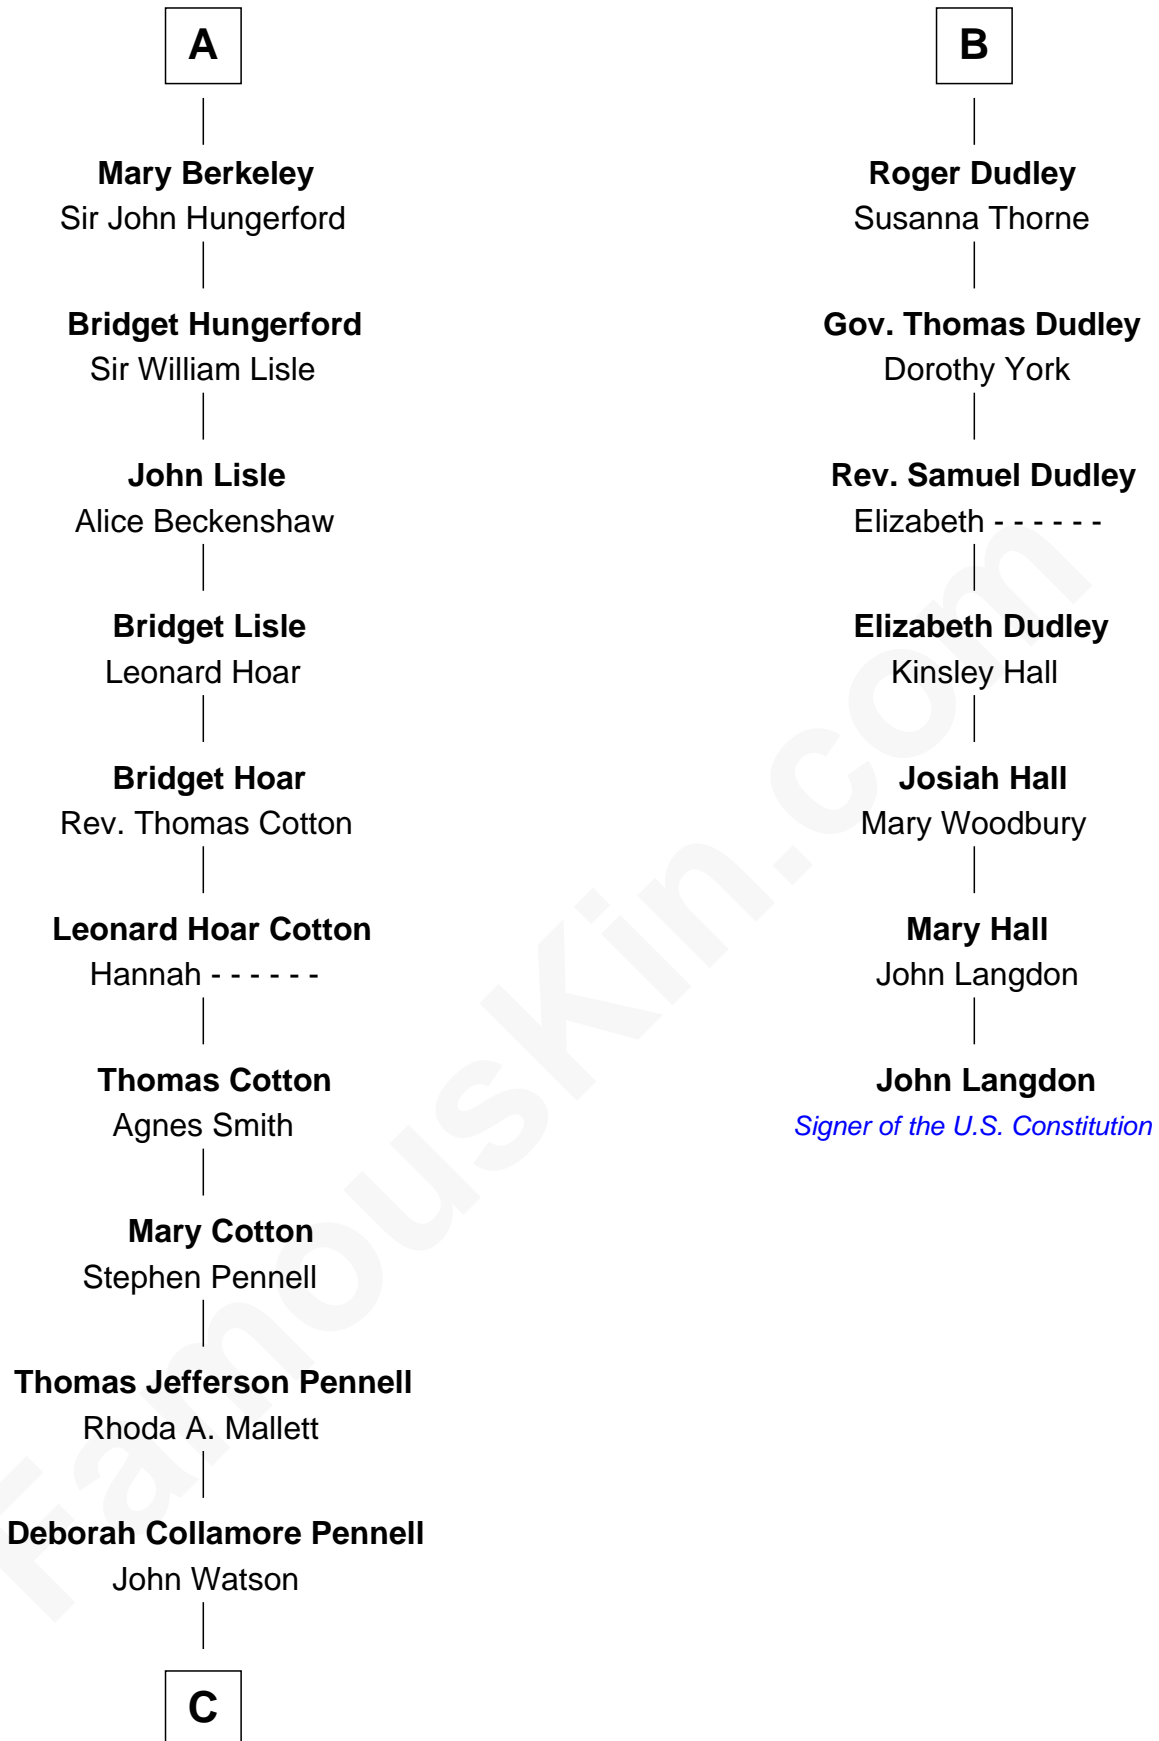 A
Mary Berkeley
Sir John Hungerford
Bridget Hungerford
Sir William Lisle
John Lisle
Alice Beckenshaw
Bridget Lisle
Leonard Hoar
Bridget Hoar
Rev. Thomas Cotton
Leonard Hoar Cotton
Hannah - - - - - -
Thomas Cotton
Agnes Smith
Mary Cotton
Stephen Pennell
Thomas Jefferson Pennell
Rhoda A. Mallett
Deborah Collamore Pennell
John Watson
C
B
Roger Dudley
Susanna Thorne
Gov. Thomas Dudley
Dorothy York
Rev. Samuel Dudley
Elizabeth - - - - - -
Elizabeth Dudley
Kinsley Hall
Josiah Hall
Mary Woodbury
Mary Hall
John Langdon
John Langdon
Signer of the U.S. Constitution
FamousKin.com